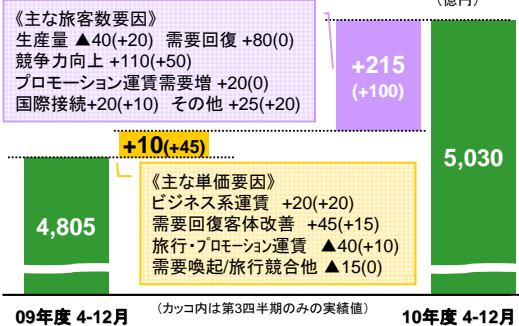 (億円)
《主な旅客数要因》
生産量 ▲40(+20) 需要回復 +80(0)
競争力向上 +110(+50)
プロモーション運賃需要増 +20(0)
国際接続+20(+10) その他 +25(+20)
+215
(+100)
+10(+45)
5,030
《主な単価要因》
ビジネス系運賃 +20(+20)
需要回復客体改善 +45(+15)
旅行・プロモーション運賃 ▲40(+10)
需要喚起/旅行競合他 ▲15(0)
4,805
09年度 4-12月
(カッコ内は第3四半期のみの実績値)
10年度 4-12月